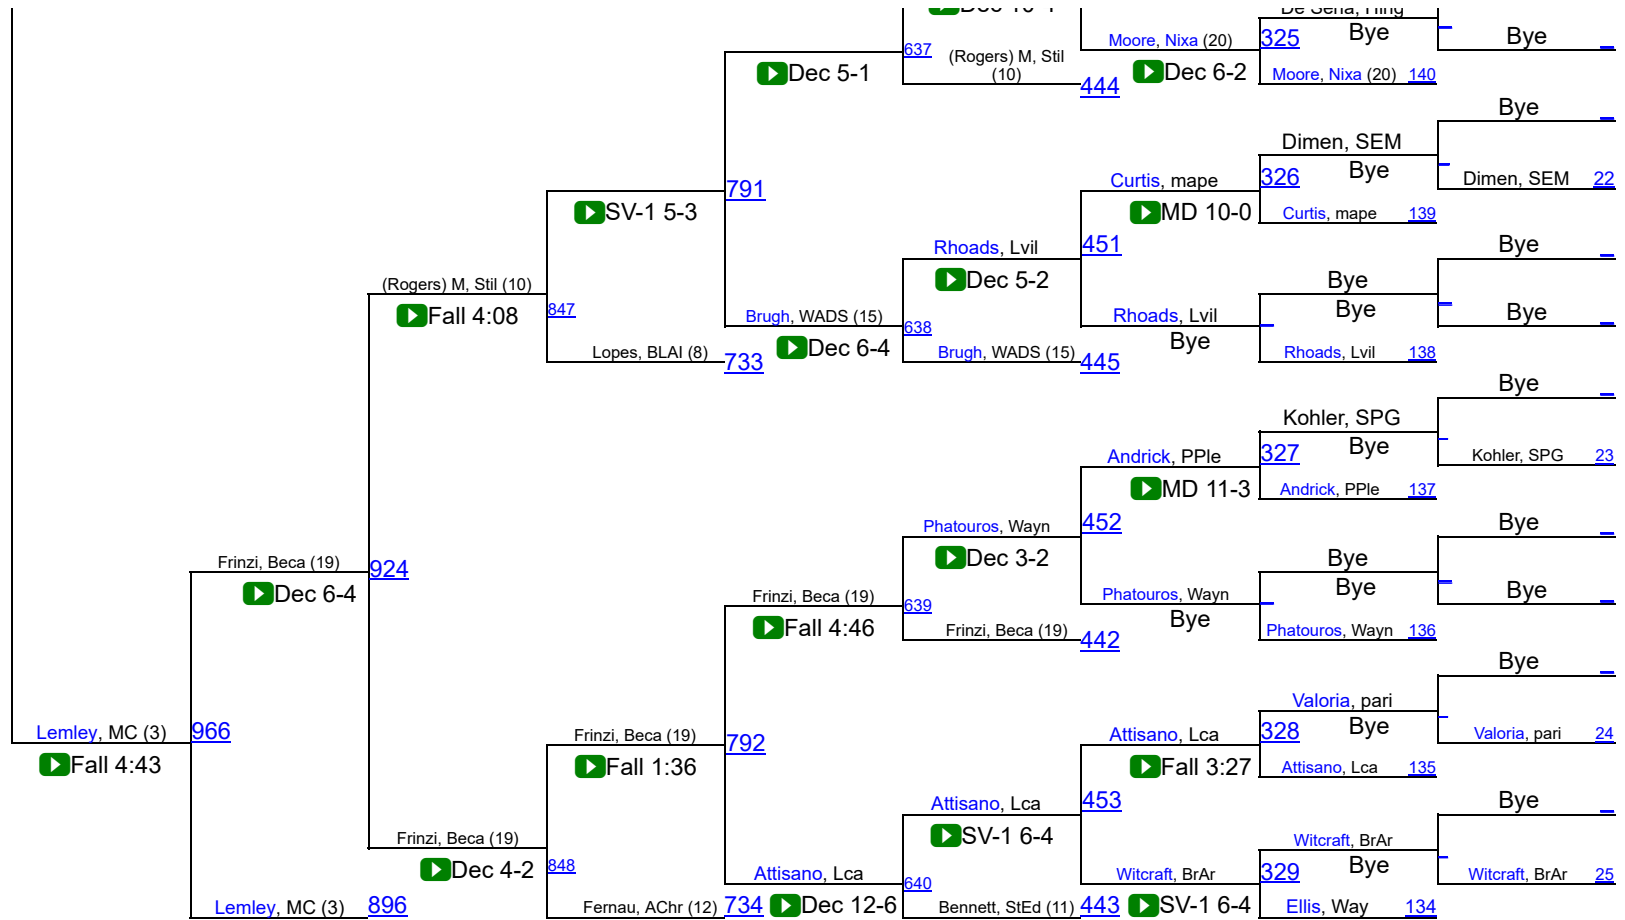 De Sena, Ring
Moore, Nixa (20)
325
Bye
Bye
637
(Rogers) M, Stil
(10)
Dec 5-1
Dec 6-2
Moore, Nixa (20)
140
444
Bye
Dimen, SEM
791
Curtis, mape
326
Bye
Dimen, SEM
22
SV-1 5-3
MD 10-0
Curtis, mape
139
Rhoads, Lvil
451
Bye
(Rogers) M, Stil (10)
Dec 5-2
Bye
Fall 4:08
847
Brugh, WADS (15)
638
Rhoads, Lvil
Bye
Bye
Dec 6-4
Bye
Lopes, BLAI (8)
733
Brugh, WADS (15)
445
Rhoads, Lvil
138
Bye
Kohler, SPG
Andrick, PPle
327
Bye
Kohler, SPG
23
MD 11-3
Andrick, PPle
137
Phatouros, Wayn
452
Bye
Frinzi, Beca (19)
924
Dec 3-2
Bye
Dec 6-4
Frinzi, Beca (19)
639
Phatouros, Wayn
Bye
Bye
Fall 4:46
Frinzi, Beca (19)
442
Bye
Phatouros, Wayn
136
Bye
Valoria, pari
Lemley, MC (3)
966
Frinzi, Beca (19)
792
Attisano, Lca
328
Bye
Valoria, pari
24
Fall 4:43
Fall 1:36
Fall 3:27
Attisano, Lca
135
Attisano, Lca
453
Bye
Frinzi, Beca (19)
SV-1 6-4
Witcraft, BrAr
Dec 4-2
848
Attisano, Lca
640
Witcraft, BrAr
329
Bye
Witcraft, BrAr
25
Lemley, MC (3)
896
Fernau, AChr (12)
734
Dec 12-6
Bennett, StEd (11)
443
SV-1 6-4
Ellis, Way
134